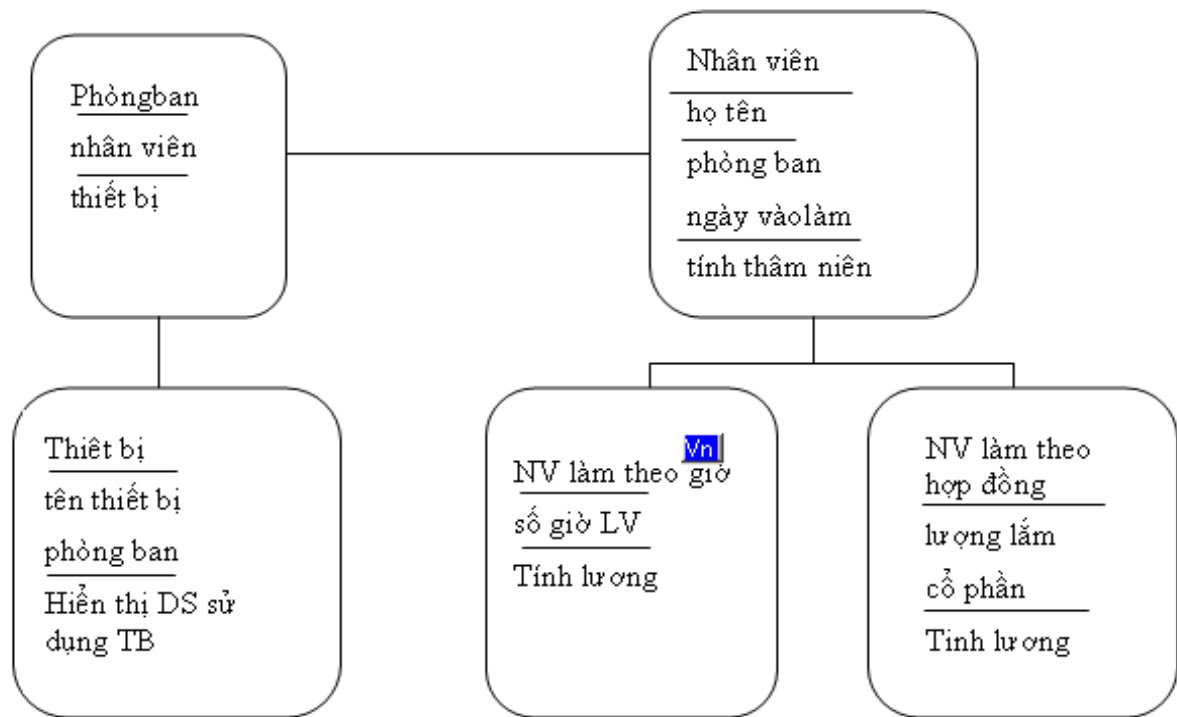 Phòngban
nhân viên
thiết bị
Nhân viên
họ tên
phòng ban
ngày vàolàm
tính thâm niên
Thiêt bị
tên thiết bị
phòng ban
Hiển thị DS sử
dụng TB
Vn
NV làm theo giờ
số giờ LV
Tính lương
NV làm theo
hợp đồng
lượng lắm
cổ phần
Tinh lương